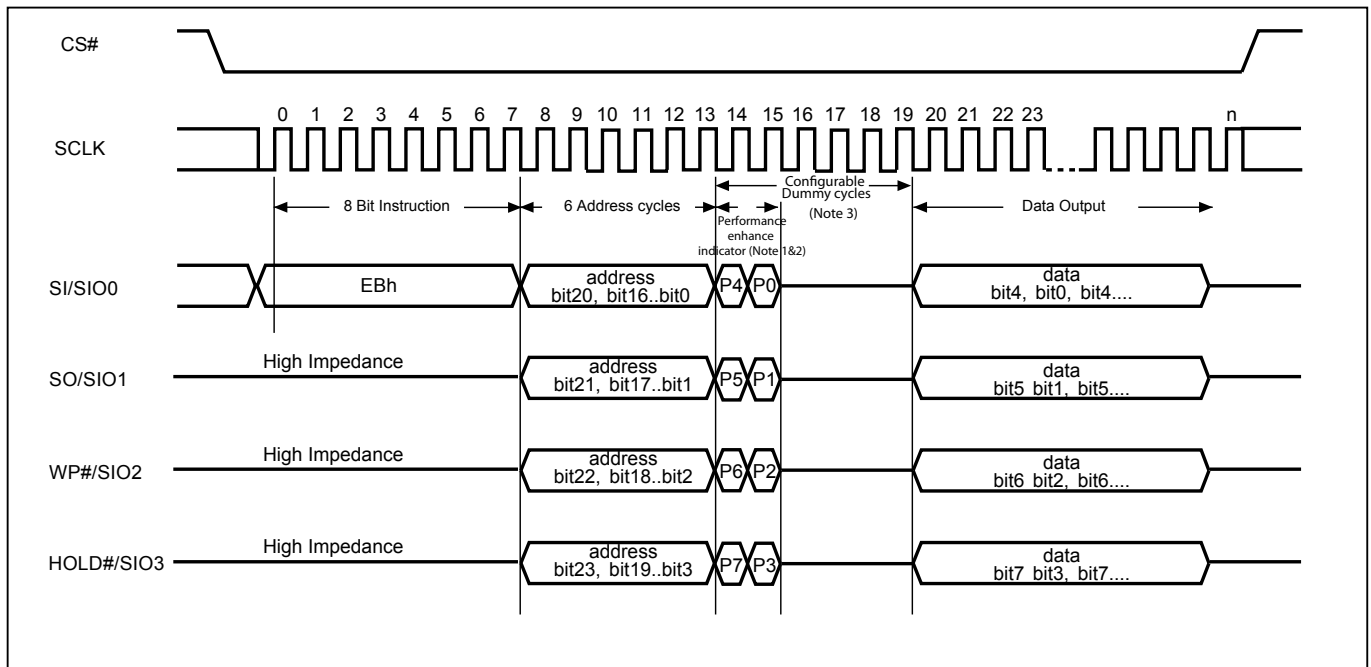 CS#
0 1 2 3 4 5 6 7 8 9 10 11 12 13 14 15 16 17 18 19 20 21 22 23 n
SCLK
Configurable
Dummy cycles
(Note 3)
8 Bit Instruction
6 Address cycles
Data Output
Performance
enhance
indicator (Note 1&2)
SI/SIO0
EBh
address
bit20, bit16..bit0
P4 P0
data
bit4, bit0, bit4....
SO/SIO1
High Impedance
address
bit21, bit17..bit1
P5 P1
data
bit5 bit1, bit5....
WP#/SIO2
High Impedance
address
bit22, bit18..bit2
P6 P2
data
bit6 bit2, bit6....
HOLD#/SIO3
High Impedance
address
bit23, bit19..bit3
P7 P3
data
bit7 bit3, bit7....